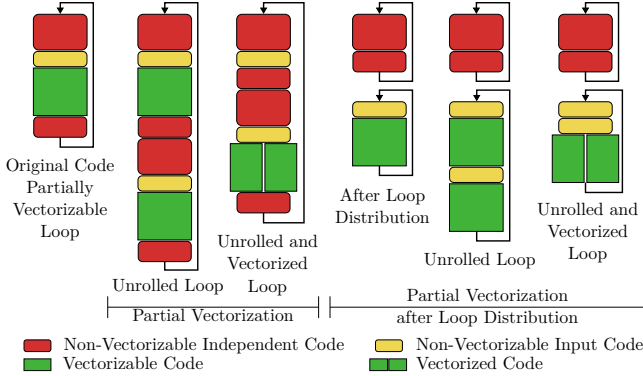 Original Code
Partially
Vectorizable
Loop
Unrolled Loop
Unrolled and
Vectorized
Loop
Partial Vectorization
After Loop
Distribution
Unrolled Loop
Unrolled and
Vectorized
Loop
Partial Vectorization
after Loop Distribution
Non-Vectorizable Independent Code
Non-Vectorizable Input Code
Vectorizable Code
Vectorized Code